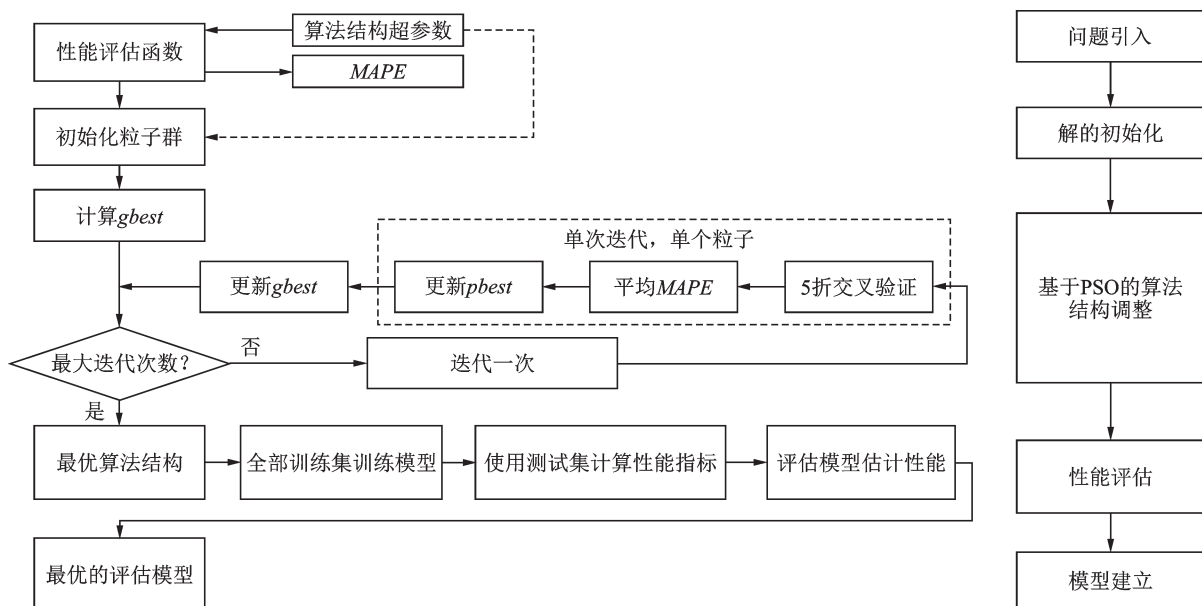 算法结构超参数
性能评估函数
MAPE
初始化粒子群
计算gbest
单次迭代，单个粒子
更新gbest
更新pbest
平均MAPE
5折交叉验证
最大迭代次数？
否
迭代一次
是
最优算法结构
全部训练集训练模型
使用测试集计算性能指标
评估模型估计性能
最优的评估模型
问题引入
解的初始化
基于PSO的算法
结构调整
性能评估
模型建立